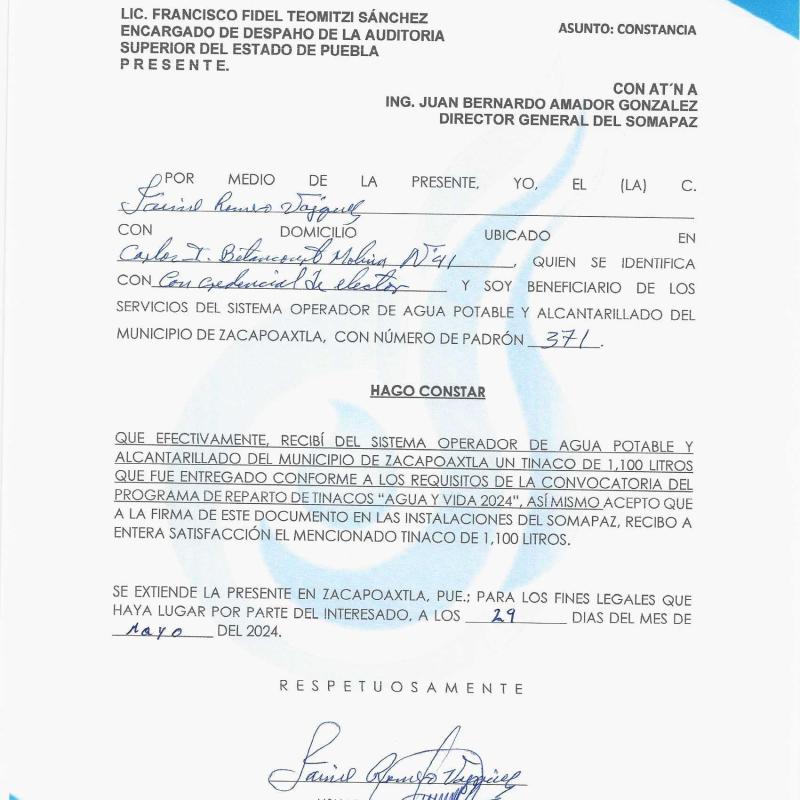 LIC. FRANCISCO FIDEL TEOMITZI SÁNCHEZ
ENCARGADO DE DESPAHO DE LA AUDITORIA
SUPERIOR DEL ESTADO DE PUEBLA
P R E S E N T E.
ASUNTO: CONSTANCIA
CON AT´N A
ING. JUAN BERNARDO AMADOR GONZALEZ
DIRECTOR GENERAL DEL SOMAPAZ
POR MEDIO DE LA PRESENTE, YO, EL (LA) C.
Romero Vazquez
CON DOMICILIO UBICADO EN
Carlos I. Betancourt Molina N°41, QUIEN SE IDENTIFICA
CON Con credencial de elector Y SOY BENEFICIARIO DE LOS
SERVICIOS DEL SISTEMA OPERADOR DE AGUA POTABLE Y ALCANTARILLADO DEL
MUNICIPIO DE ZACAPOAXTLA, CON NÚMERO DE PADRÓN 371.
HAGO CONSTAR
QUE EFECTIVAMENTE, RECIBÍ DEL SISTEMA OPERADOR DE AGUA POTABLE Y
ALCANTARILLADO DEL MUNICIPIO DE ZACAPOAXTLA UN TINACO DE 1,100 LITROS
QUE FUE ENTREGADO CONFORME A LOS REQUISITOS DE LA CONVOCATORIA DEL
PROGRAMA DE REPARTO DE TINACOS “AGUA Y VIDA 2024”, ASÍ MISMO ACEPTO QUE
A LA FIRMA DE ESTE DOCUMENTO EN LAS INSTALACIONES DEL SOMAPAZ, RECIBO A
ENTERA SATISFACCIÓN EL MENCIONADO TINACO DE 1,100 LITROS.
SE EXTIENDE LA PRESENTE EN ZACAPOAXTLA, PUE.; PARA LOS FINES LEGALES QUE
HAYA LUGAR POR PARTE DEL INTERESADO, A LOS 29 DIAS DEL MES DE
Mayo DEL 2024.
R E S P E T U O S A M E N T E
Romero Vazquez